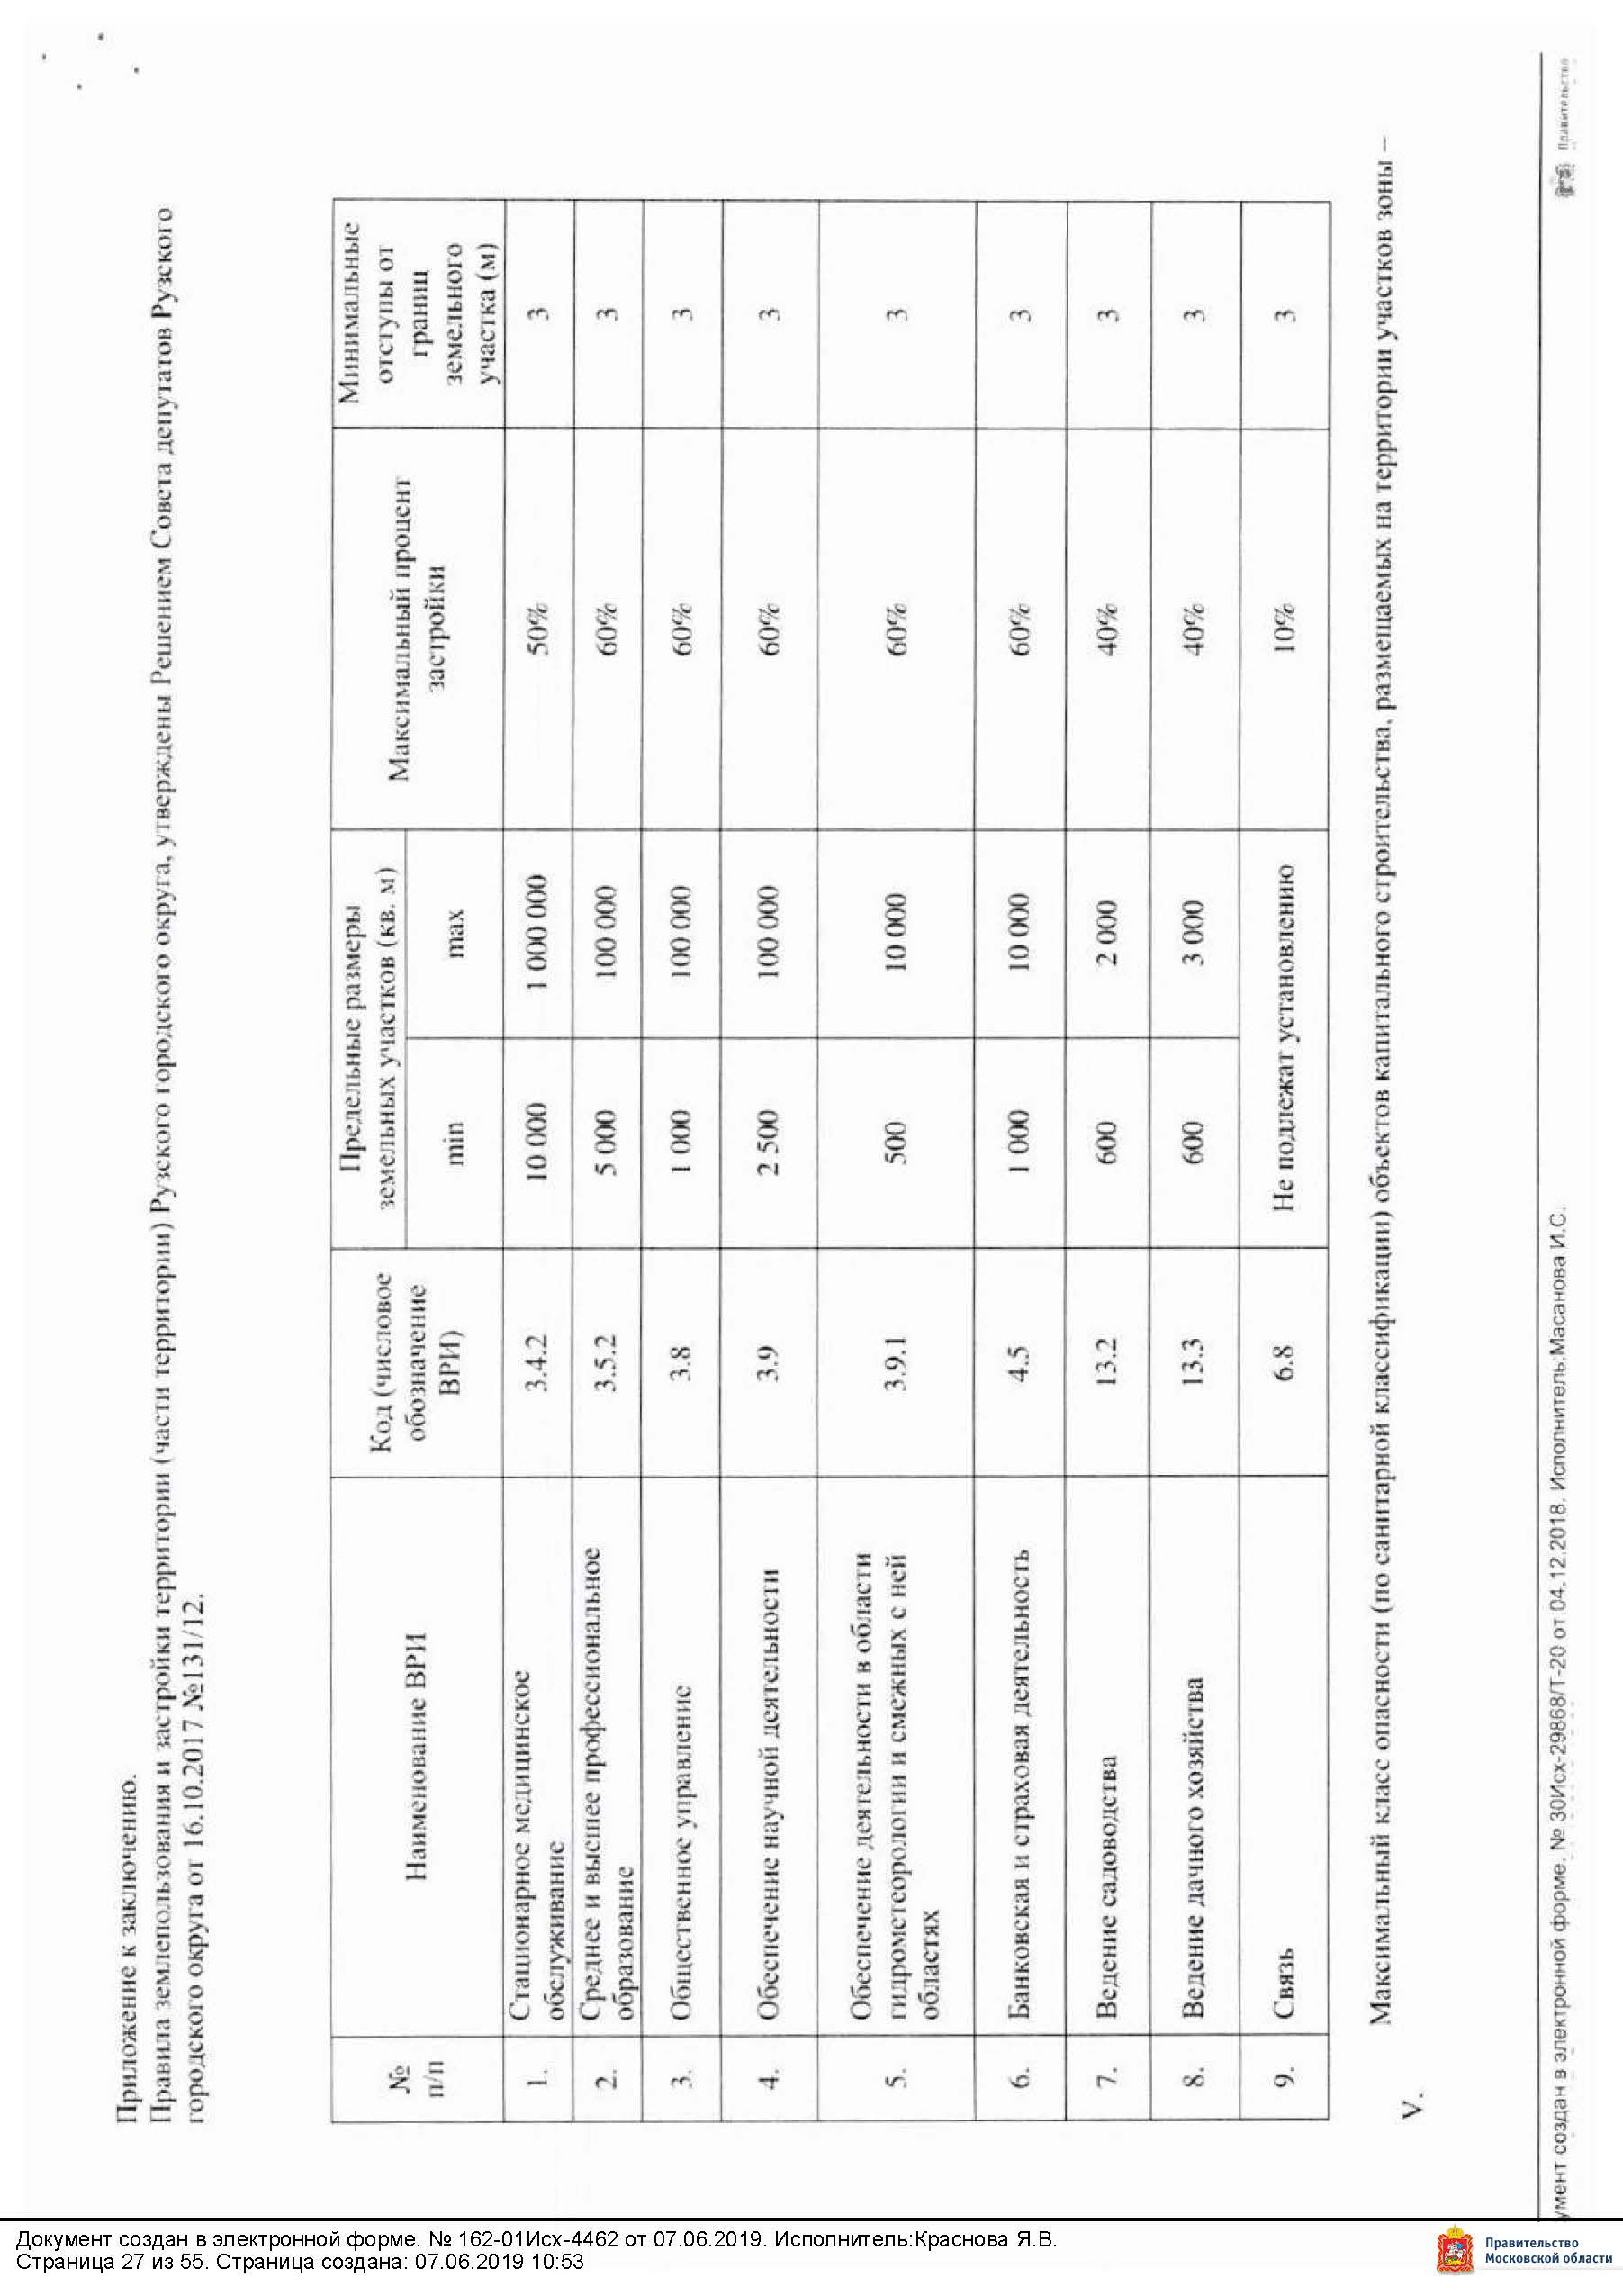 Приложение к заключению.
Правила землепользования и застройки территории (части территории) Рузского городского округа, утверждены Решением Совета депутатов Рузского
городского округа от 16.10.2017 №131/12.
№
п/п
Наименование ВРИ
Код (числовое
обозначение
ВРИ)
Предельные размеры
земельных участков (кв. м)
min
max
Максимальный процент
застройки
Минимальные
отступы от
границ
земельного
участка (м)
1. Стационарное медицинское
обслуживание
3.4.2 10 000 1 000 000 50% 3
2. Среднее и высшее профессиональное
образование
3.5.2 5 000 100 000 60% 3
3. Общественное управление 3.8 1 000 100 000 60% 3
4. Обеспечение научной деятельности 3.9 2 500 100 000 60% 3
5. Обеспечение деятельности в области
гидрометеорологии и смежных с ней
областях
3.9.1 500 10 000 60% 3
6. Банковская и страховая деятельность 4.5 1 000 10 000 60% 3
7. Ведение садоводства 13.2 600 2 000 40% 3
8. Ведение дачного хозяйства 13.3 600 3 000 40% 3
9. Связь 6.8 Не подлежат установлению 10% 3
Максимальный класс опасности (по санитарной классификации) объектов капитального строительства, размещаемых на территории участков зоны –
V.
умент создан в электронной форме. № 30Исх-29868/Т-20 от 04.12.2018. Исполнитель:Масанова И.С.
Правительство
Документ создан в электронной форме. № 162-01Исх-4462 от 07.06.2019. Исполнитель:Краснова Я.В.
Страница 27 из 55. Страница создана: 07.06.2019 10:53
Правительство
Московской области